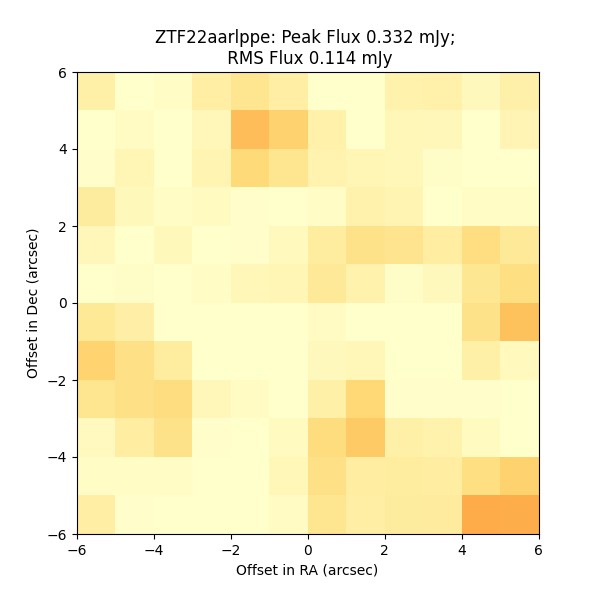 ZTF22aarlppe: Peak Flux 0.332 mJy;
RMS Flux 0.114 mJy
6
4
2
0
−2
−4
−6
Offset in Dec (arcsec)
−6 −4 −2 0 2 4 6
Offset in RA (arcsec)